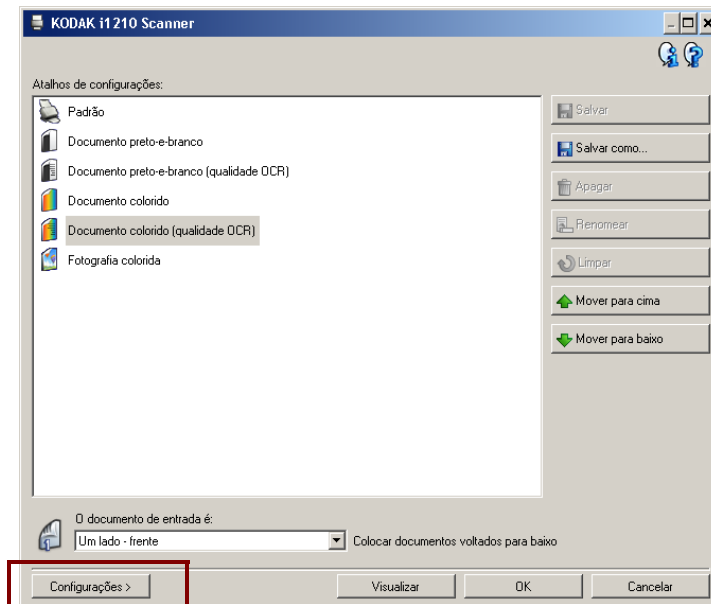 KODAK i1210 Scanner
Atalhos de configurações:
Padrão
Documento preto-e-branco
Documento preto-e-branco (qualidade OCR)
Documento colorido
Documento colorido (qualidade OCR)
Fotografia colorida
Salvar
Salvar como...
Apagar
Renomear
Limpar
Mover para cima
Mover para baixo
O documento de entrada é:
Um lado - frente Colocar documentos voltados para baixo
Configurações > Visualizar OK Cancelar